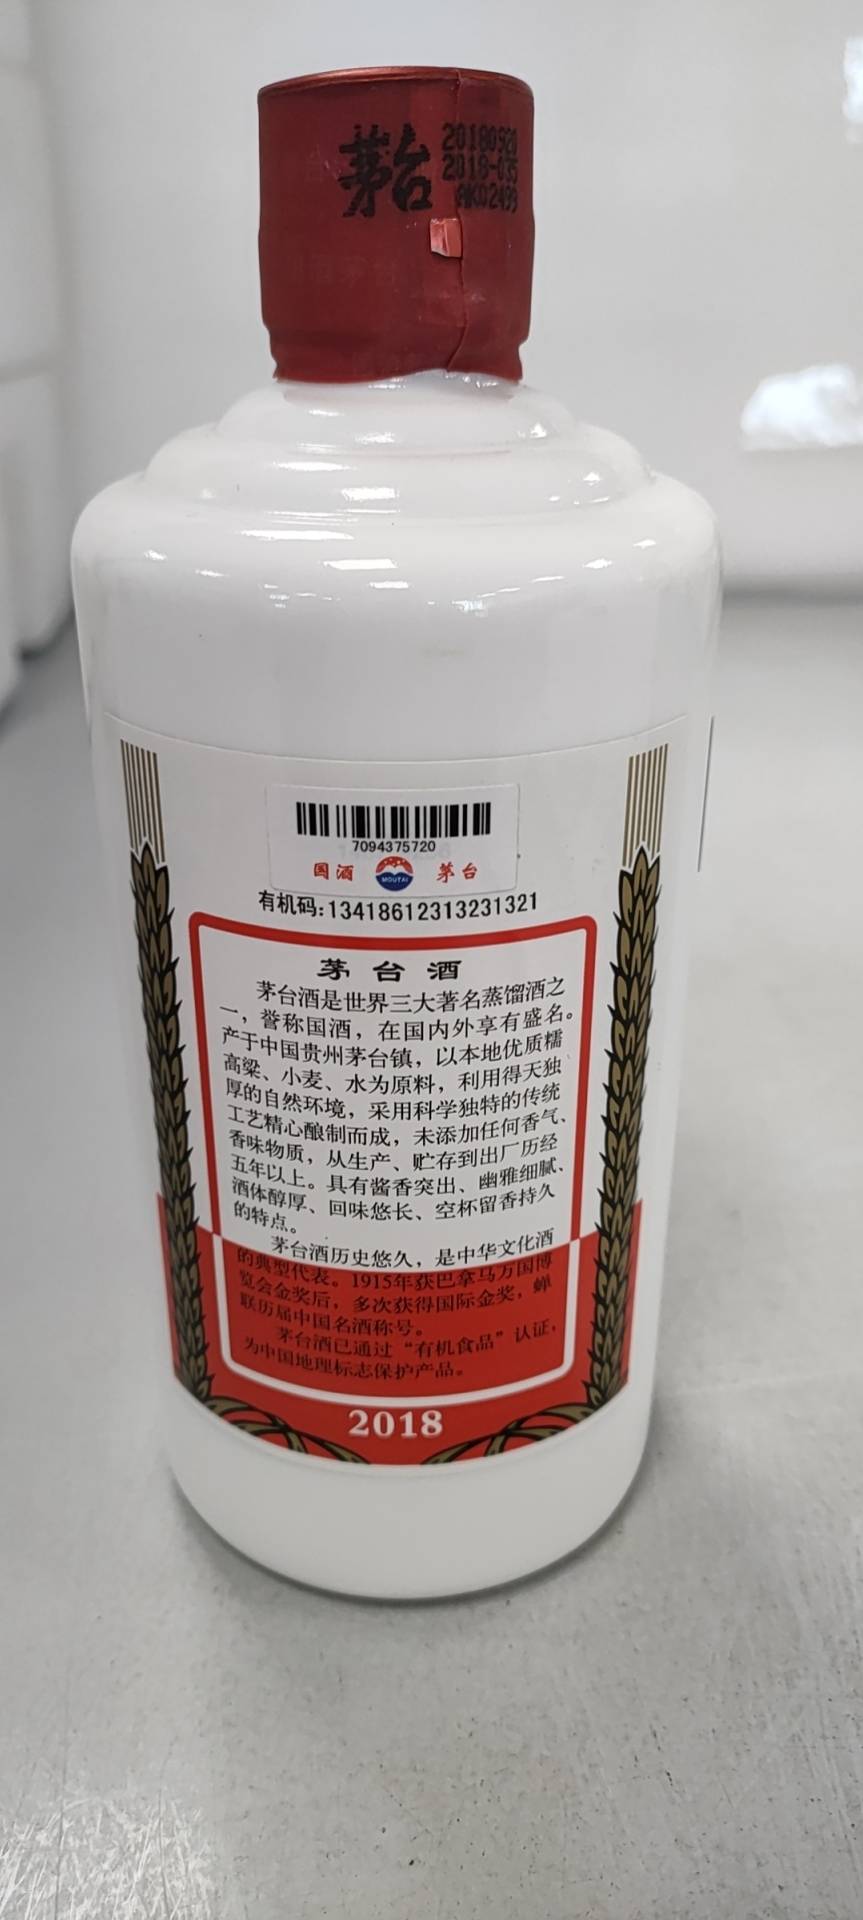 茅台
20180920
2018-035
AK02499
7094375720
国酒
MOUTAI
茅台
有机码:13418612313231321
茅台酒
茅台酒是世界三大著名蒸馏酒之
一，誉称国酒，在国内外享有盛名。
产于中国贵州茅台镇，以本地优质糯
高粱、小麦、水为原料，利用得天独
厚的自然环境，采用科学独特的传统
工艺精心酿制而成，未添加任何香气、
香味物质，从生产、贮存到出厂历经
五年以上。具有酱香突出、幽雅细腻、
酒体醇厚、回味悠长、空杯留香持久
的特点。
茅台酒历史悠久，是中华文化酒
的典型代表。1915年获巴拿马万国博
览会金奖后，多次获得国际金奖，蝉
联历届中国名酒称号。
茅台酒已通过“有机食品”认证，
为中国地理标志保护产品。
2018